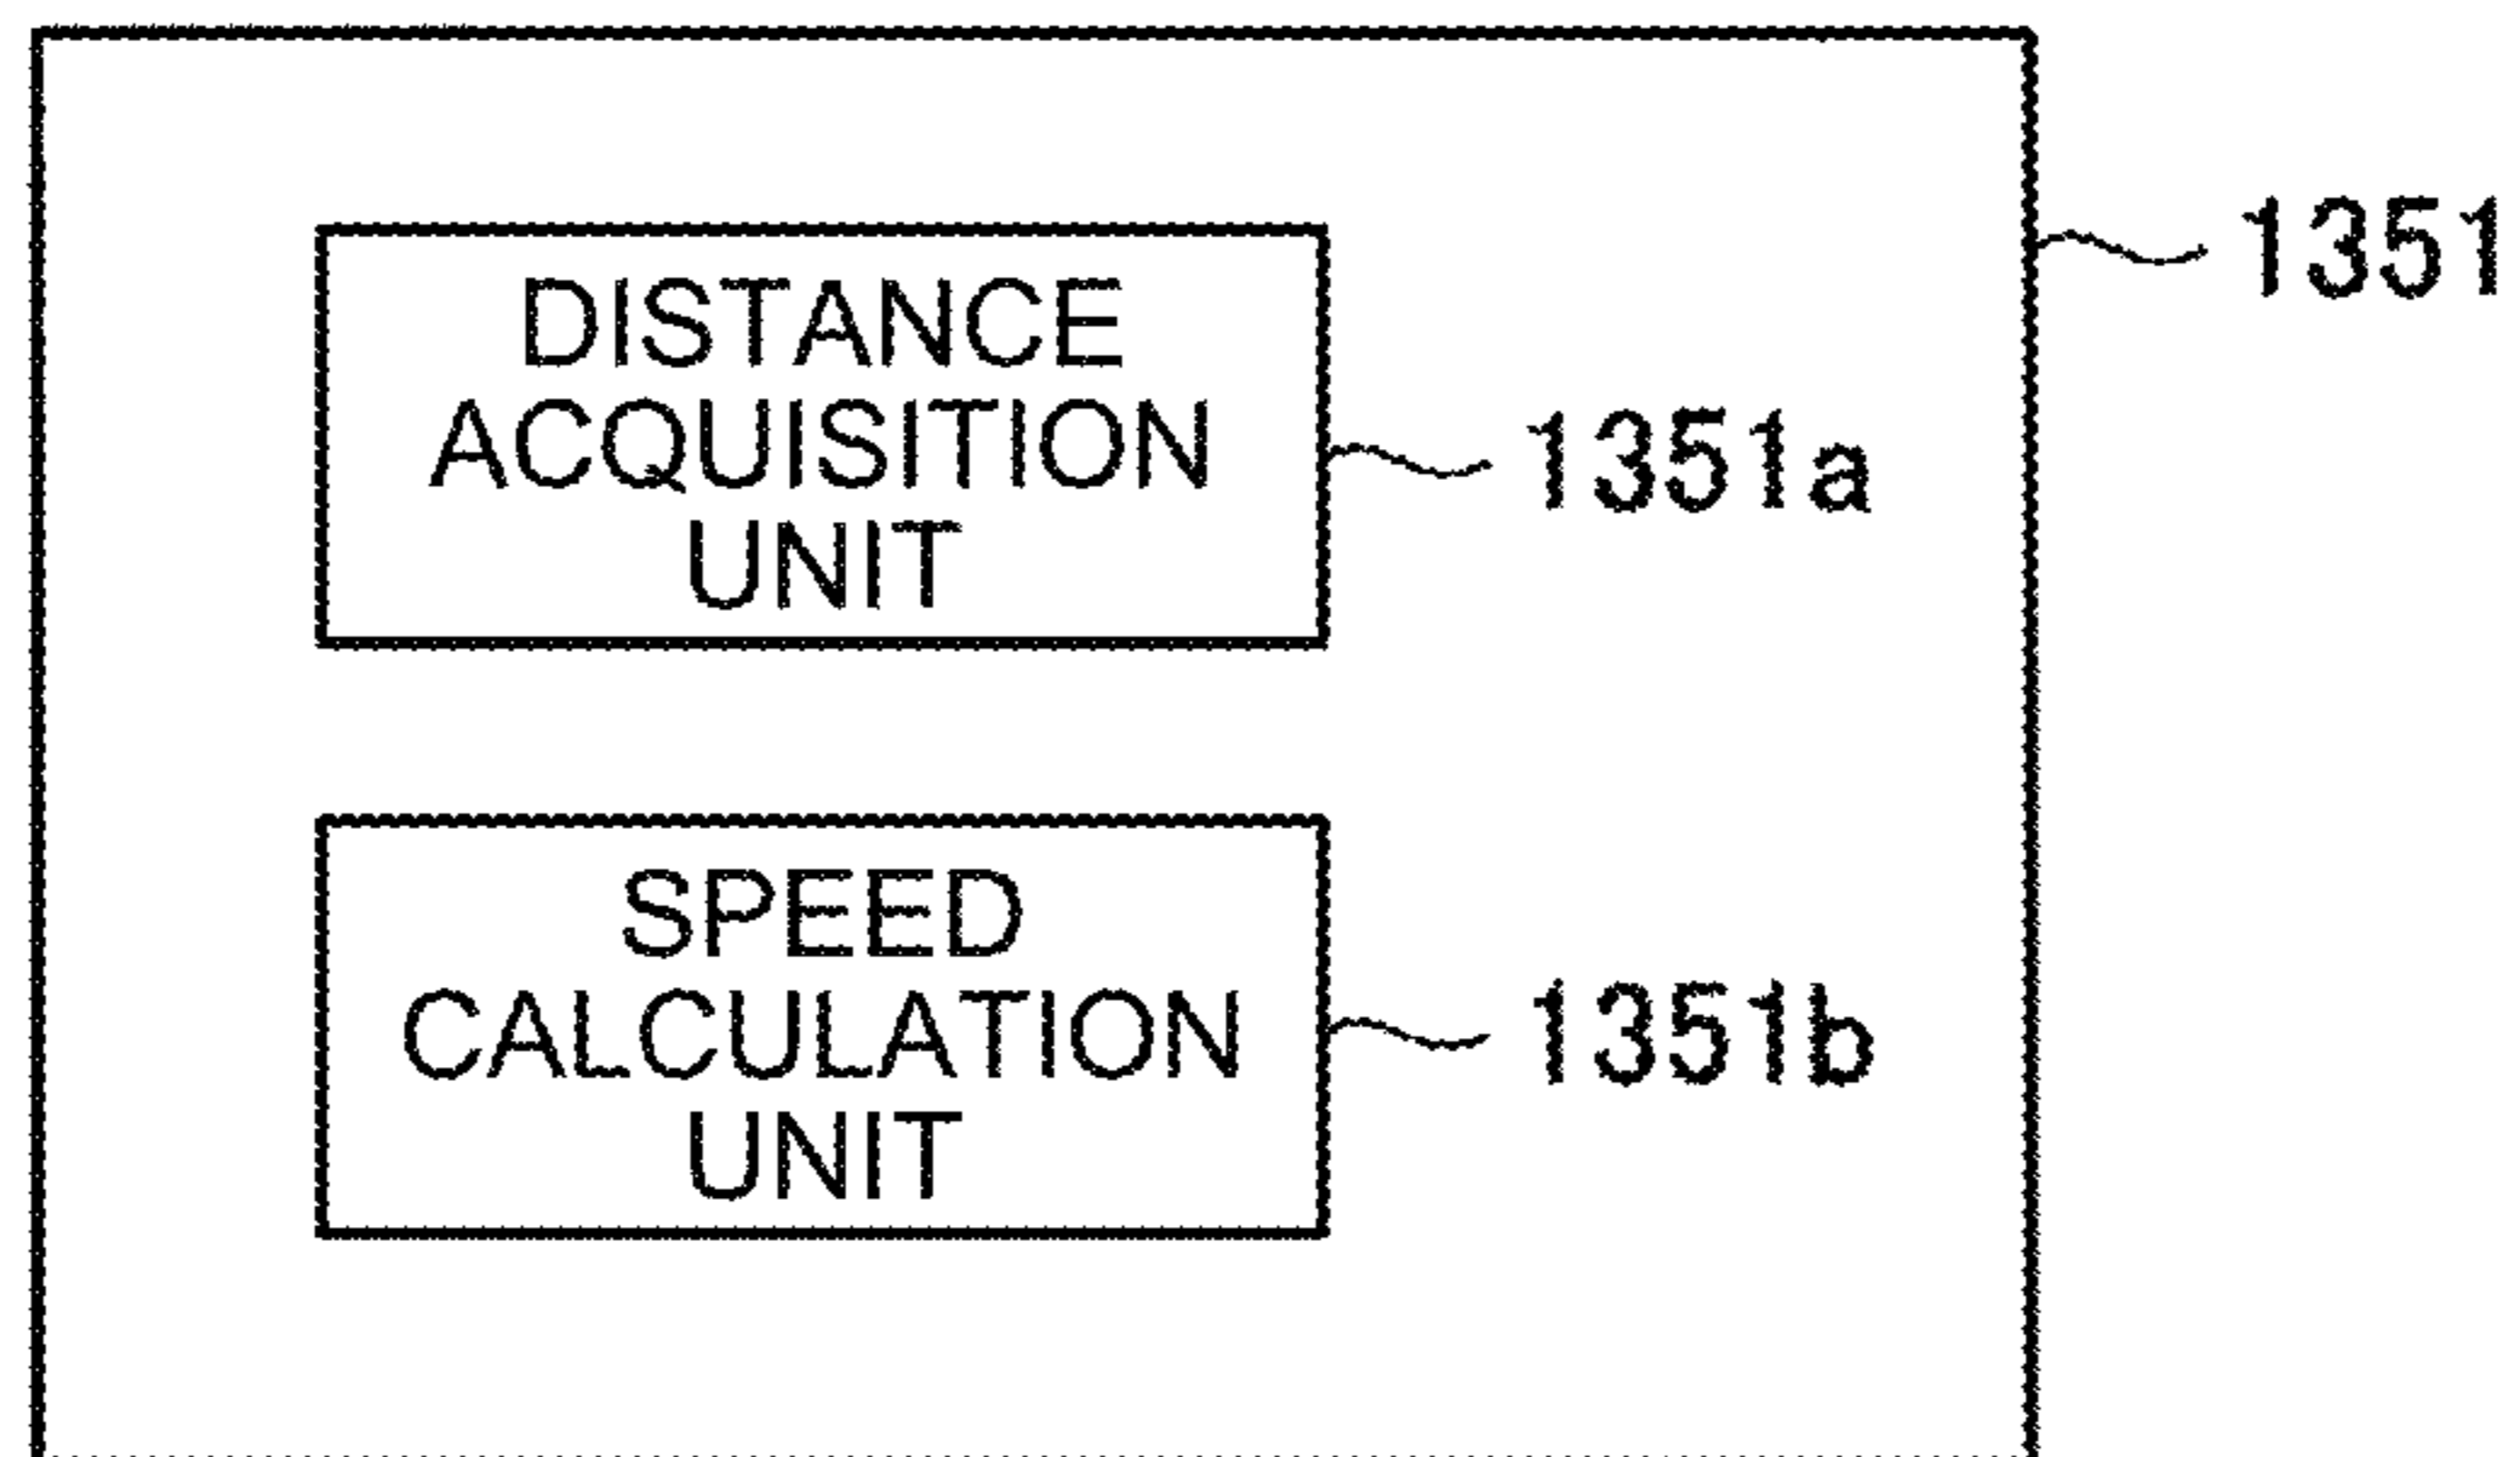 1351
DISTANCE
ACQUISITION
UNIT
1351a
SPEED
CALCULATION
UNIT
1351b